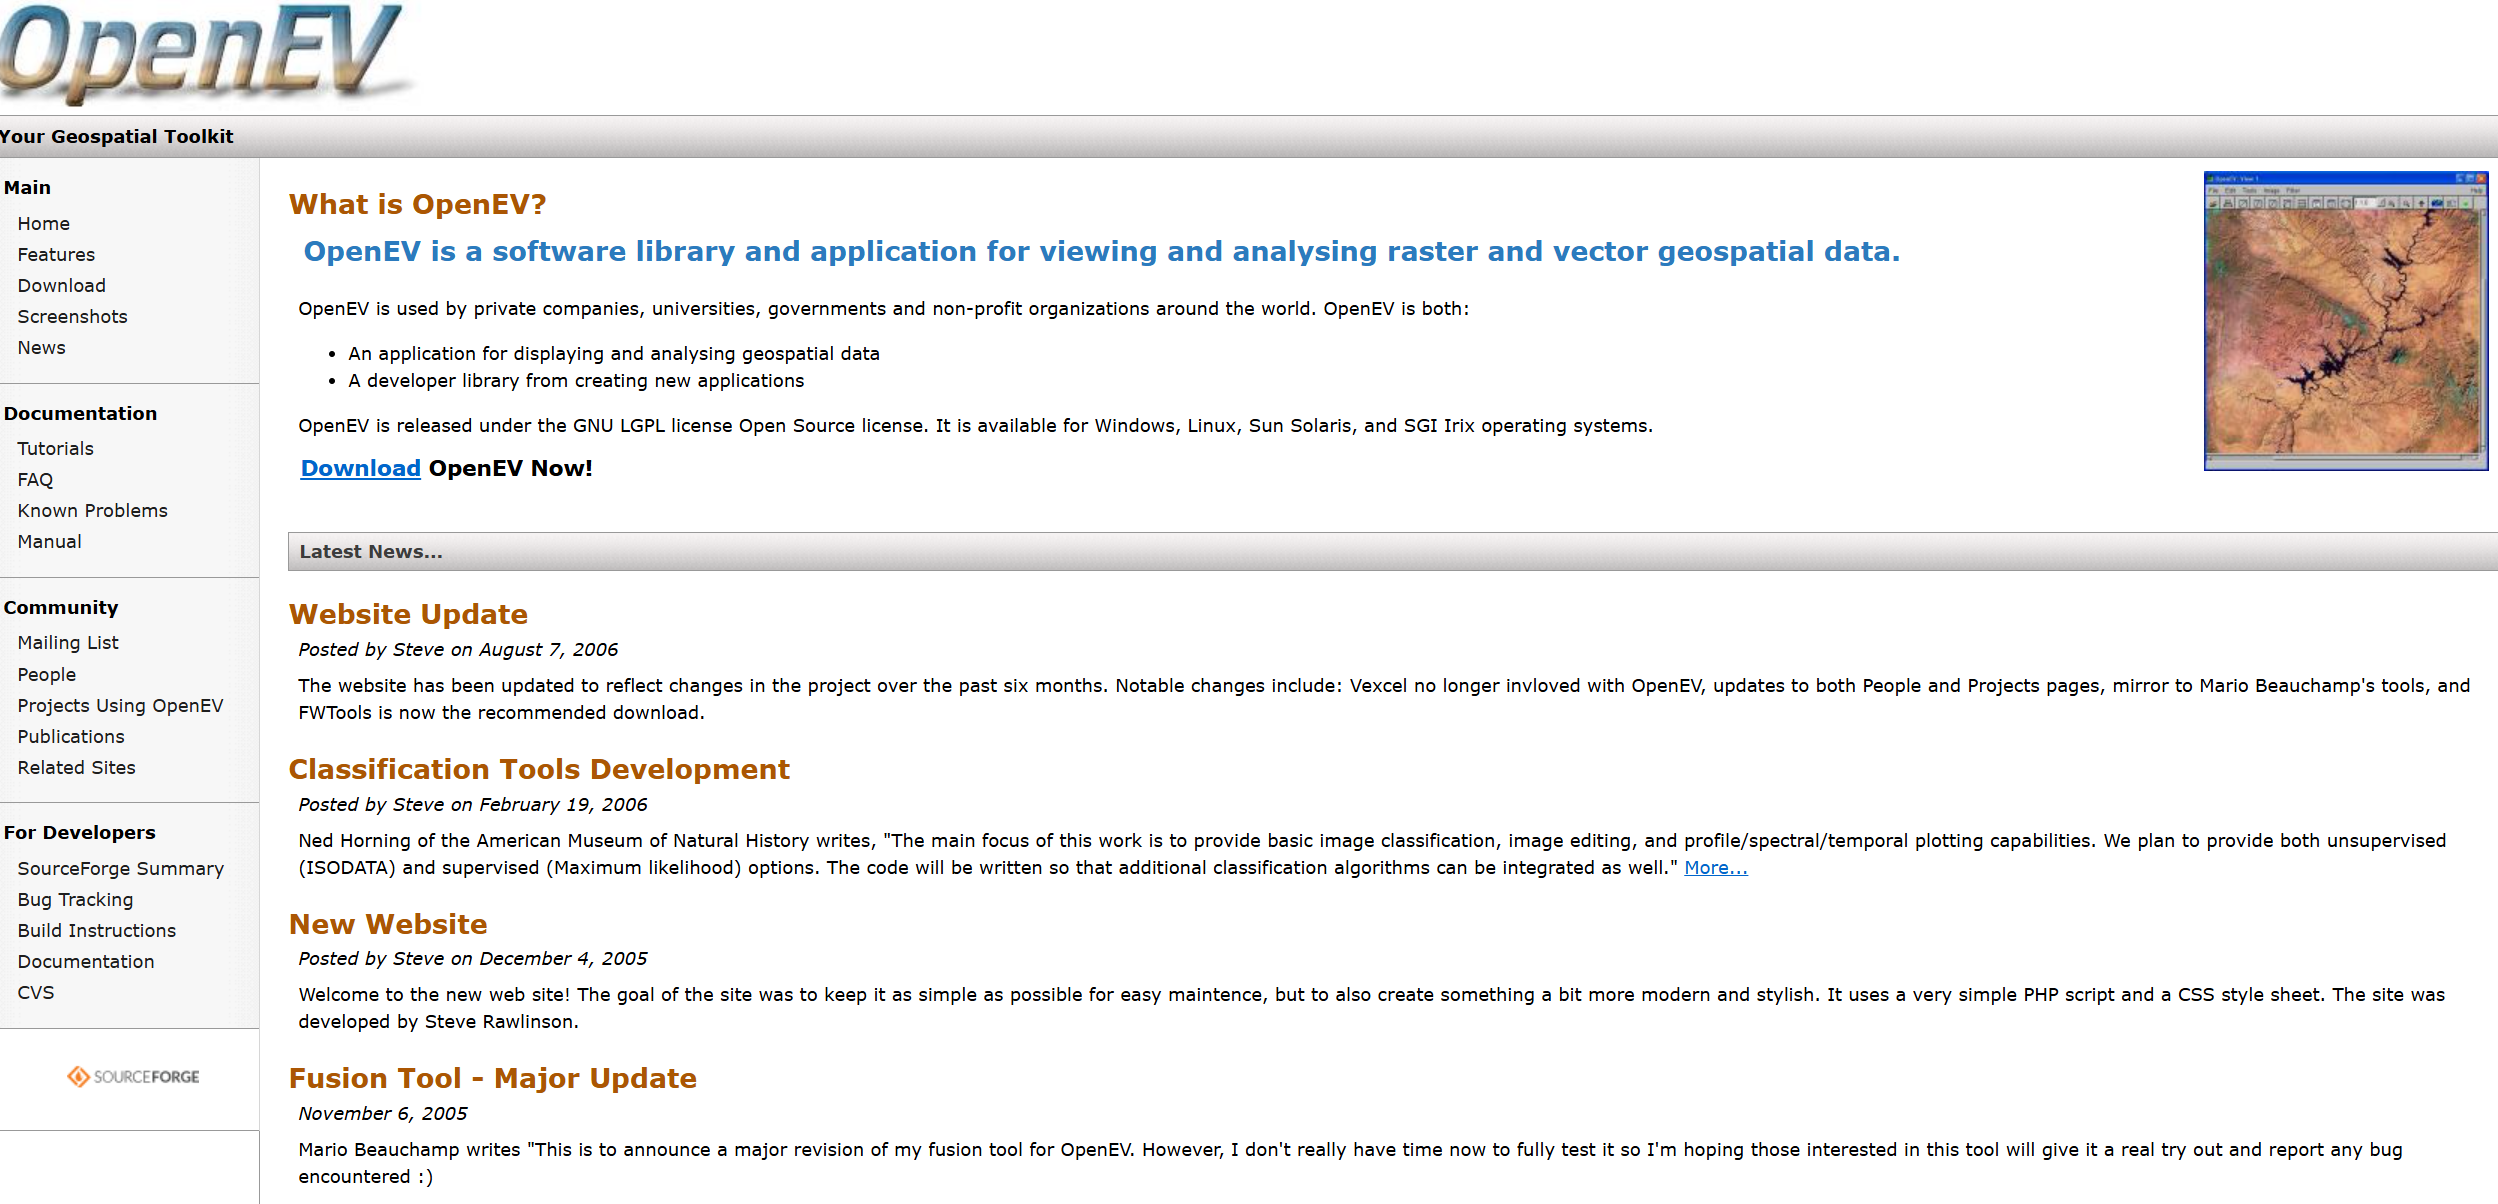 OpenEV
Your Geospatial Toolkit
Main
Home
Features
Download
Screenshots
News
Documentation
Tutorials
FAQ
Known Problems
Manual
Community
Mailing List
People
Projects Using OpenEV
Publications
Related Sites
For Developers
SourceForge Summary
Bug Tracking
Build Instructions
Documentation
CVS
SOURCEFORGE
What is OpenEV?
OpenEV is a software library and application for viewing and analysing raster and vector geospatial data.
OpenEV is used by private companies, universities, governments and non-profit organizations around the world. OpenEV is both:
• An application for displaying and analysing geospatial data
• A developer library from creating new applications
OpenEV is released under the GNU LGPL license Open Source license. It is available for Windows, Linux, Sun Solaris, and SGI Irix operating systems.
Download OpenEV Now!
OpenEV: View 1
File Edit Tools Image Filter Help
Latest News...
Website Update
Posted by Steve on August 7, 2006
The website has been updated to reflect changes in the project over the past six months. Notable changes include: Vexcel no longer invloved with OpenEV, updates to both People and Projects pages, mirror to Mario Beauchamp's tools, and
FWTools is now the recommended download.
Classification Tools Development
Posted by Steve on February 19, 2006
Ned Horning of the American Museum of Natural History writes, "The main focus of this work is to provide basic image classification, image editing, and profile/spectral/temporal plotting capabilities. We plan to provide both unsupervised
(ISODATA) and supervised (Maximum likelihood) options. The code will be written so that additional classification algorithms can be integrated as well." More...
New Website
Posted by Steve on December 4, 2005
Welcome to the new web site! The goal of the site was to keep it as simple as possible for easy maintence, but to also create something a bit more modern and stylish. It uses a very simple PHP script and a CSS style sheet. The site was
developed by Steve Rawlinson.
Fusion Tool - Major Update
November 6, 2005
Mario Beauchamp writes "This is to announce a major revision of my fusion tool for OpenEV. However, I don't really have time now to fully test it so I'm hoping those interested in this tool will give it a real try out and report any bug
encountered :)